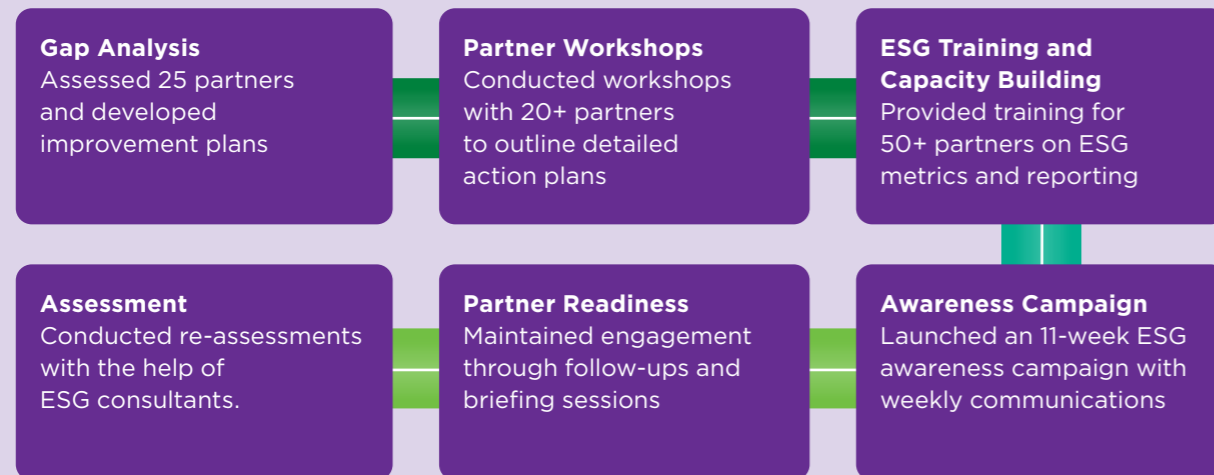 Gap Analysis
Assessed 25 partners
and developed
improvement plans
Partner Workshops
Conducted workshops
with 20+ partners
to outline detailed
action plans
ESG Training and
Capacity Building
Provided training for
50+ partners on ESG
metrics and reporting
Assessment
Conducted re-assessments
with the help of
ESG consultants.
Partner Readiness
Maintained engagement
through follow-ups and
briefing sessions
Awareness Campaign
Launched an 11-week ESG
awareness campaign with
weekly communications